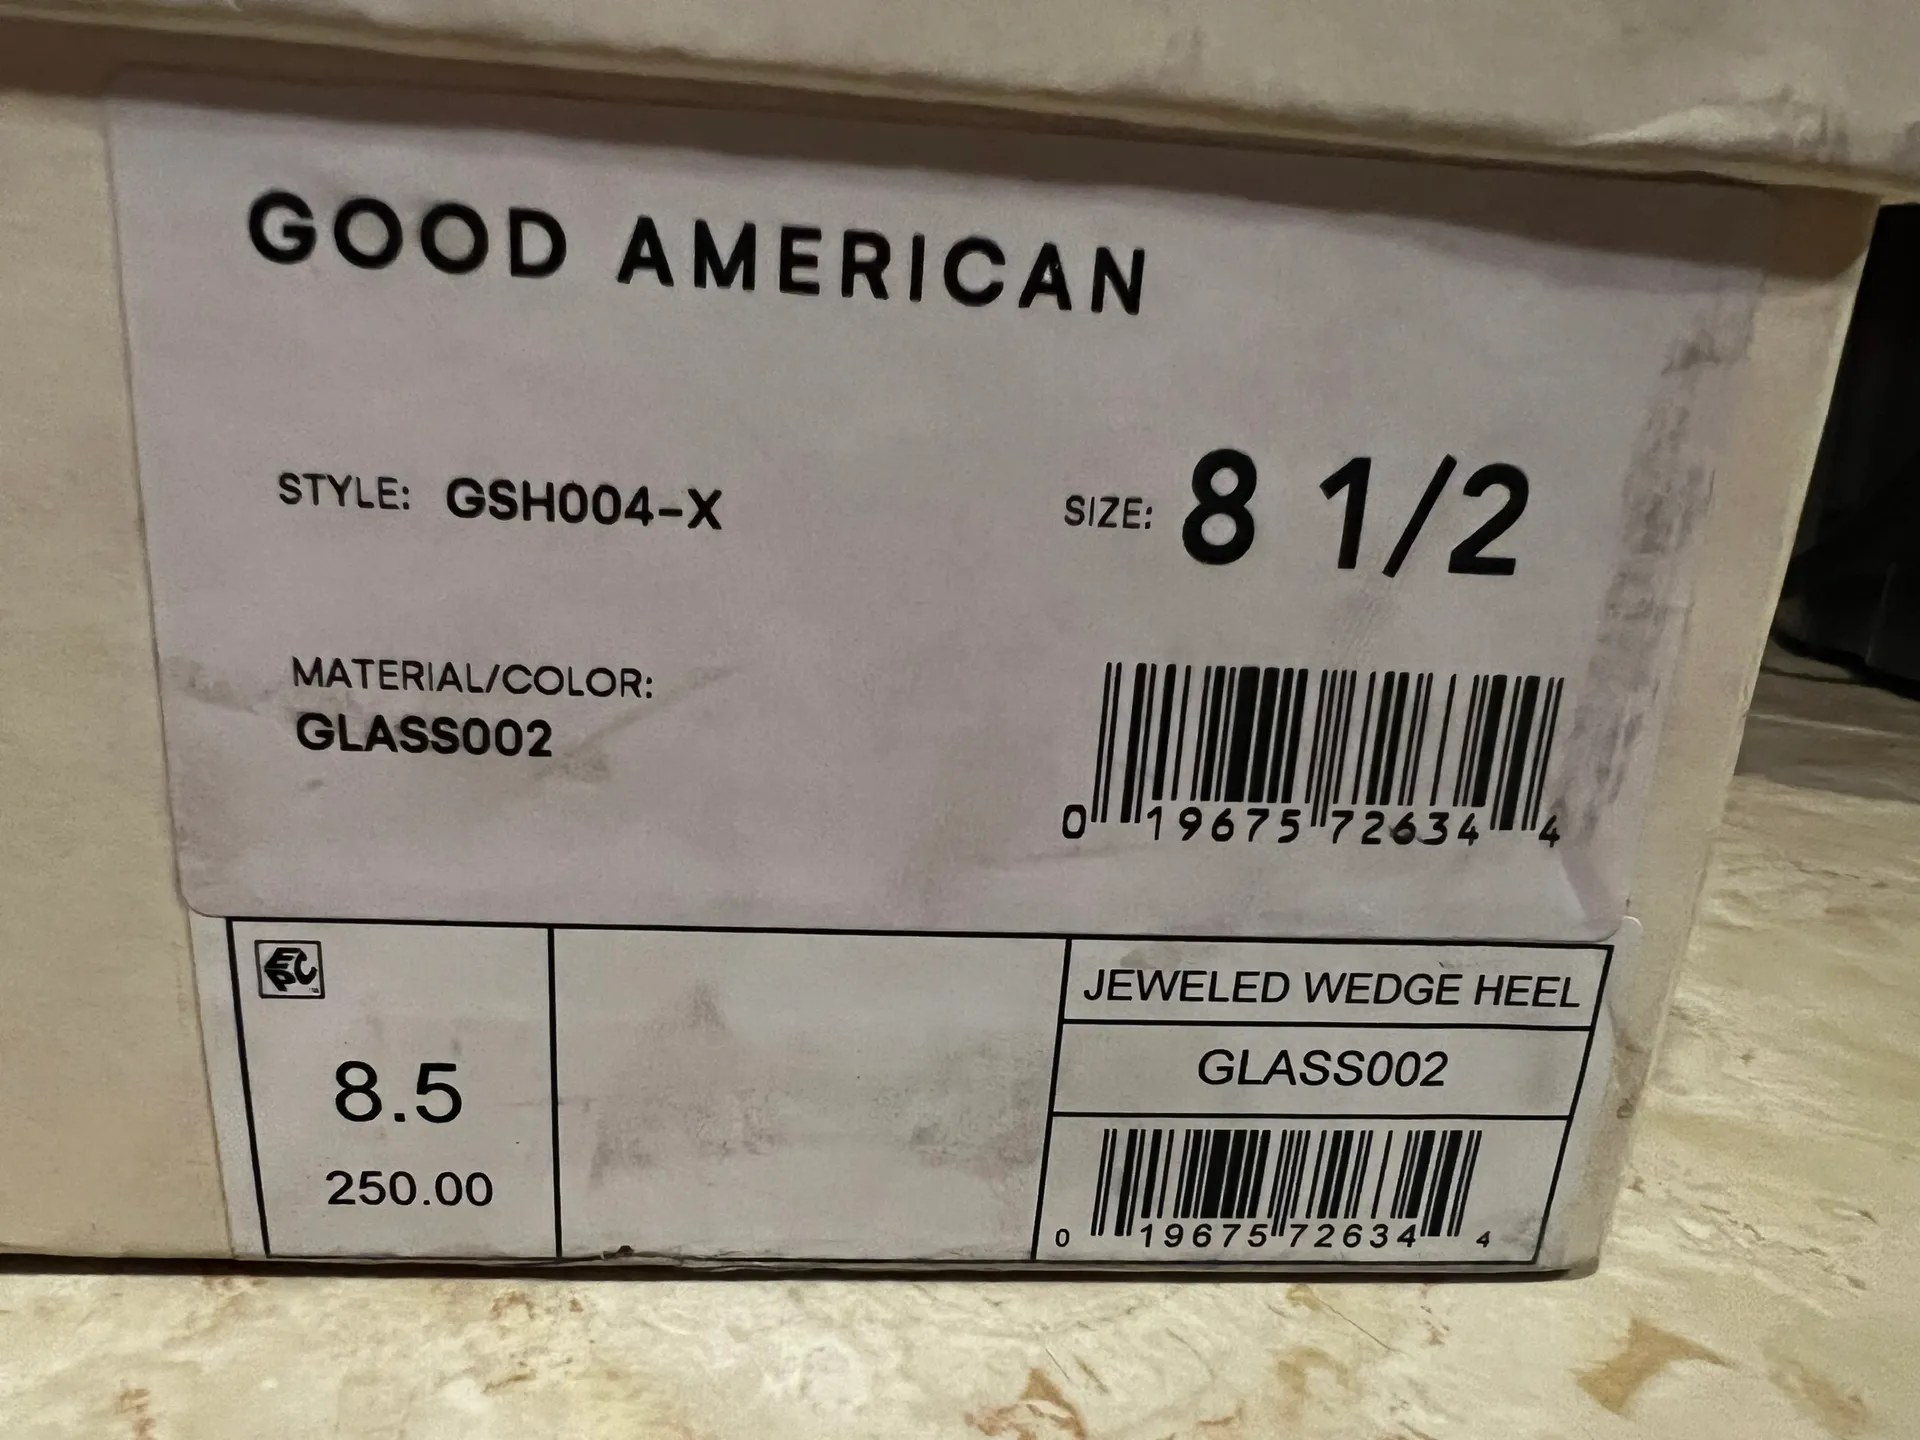 GOOD AMERICAN
STYLE: GSH004-X
SIZE: 8 1/2
MATERIAL/COLOR:
GLASS002
0 19675 72634 4
EPC
8.5
250.00
JEWELED WEDGE HEEL
GLASS002
0 19675 72634 4